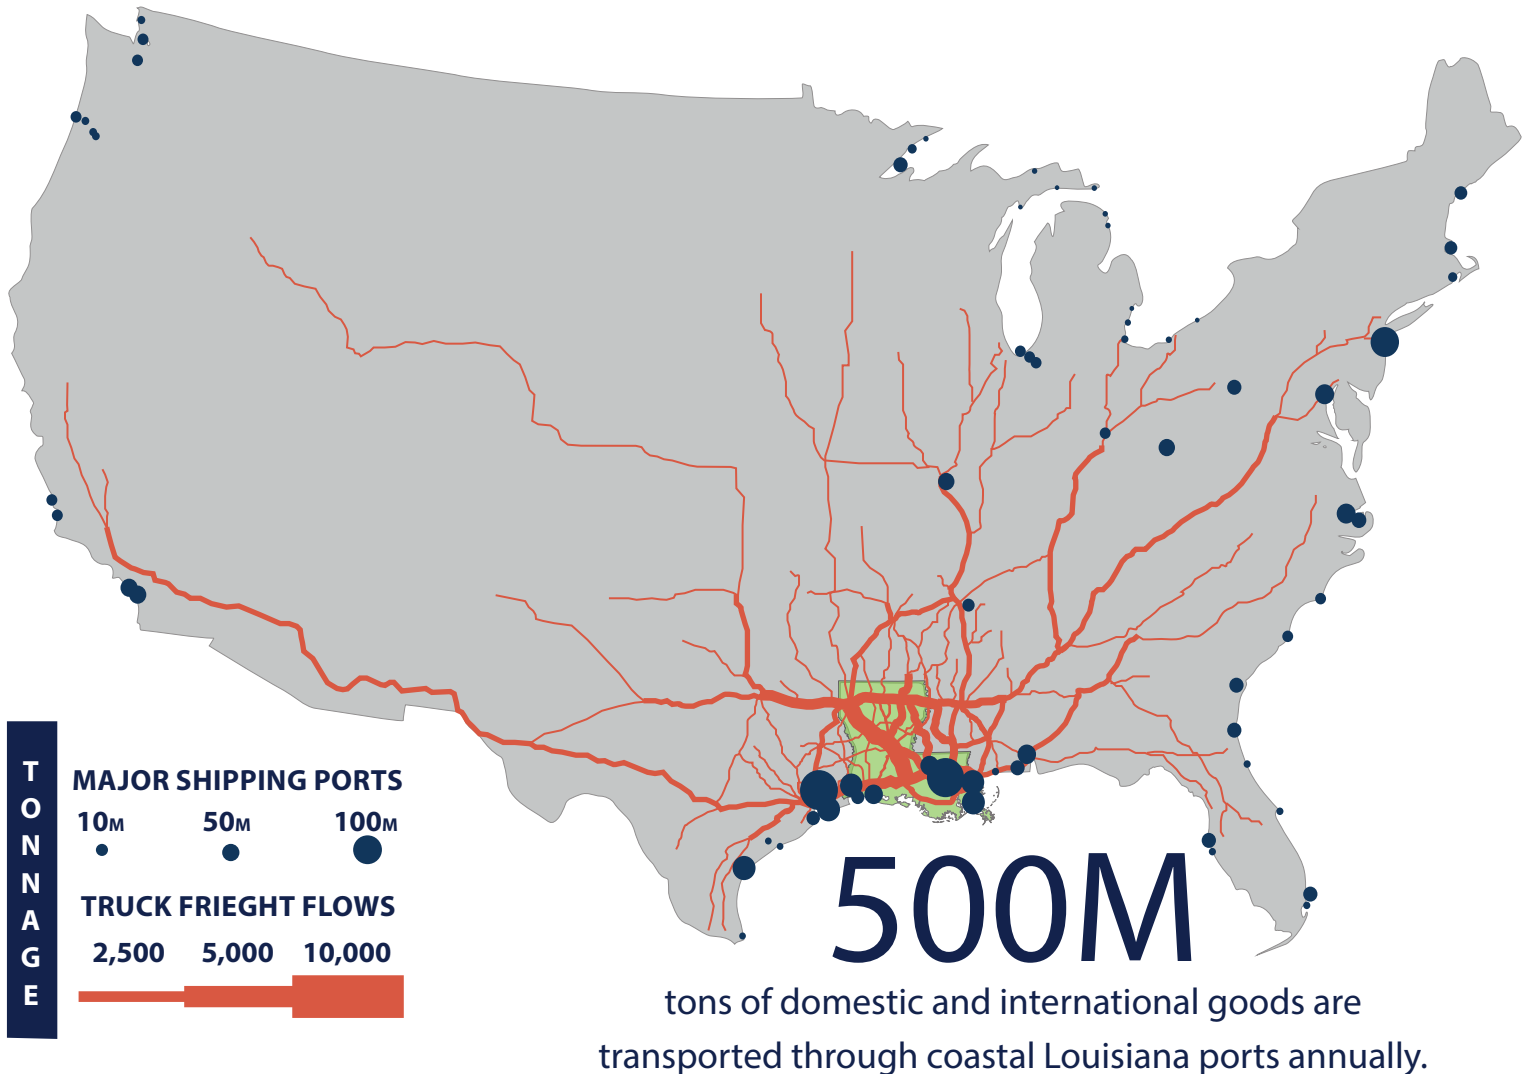 TONNAGE
MAJOR SHIPPING PORTS
10M 50M 100M
TRUCK FRIEGHT FLOWS
2,500 5,000 10,000
500M
tons of domestic and international goods are
transported through coastal Louisiana ports annually.